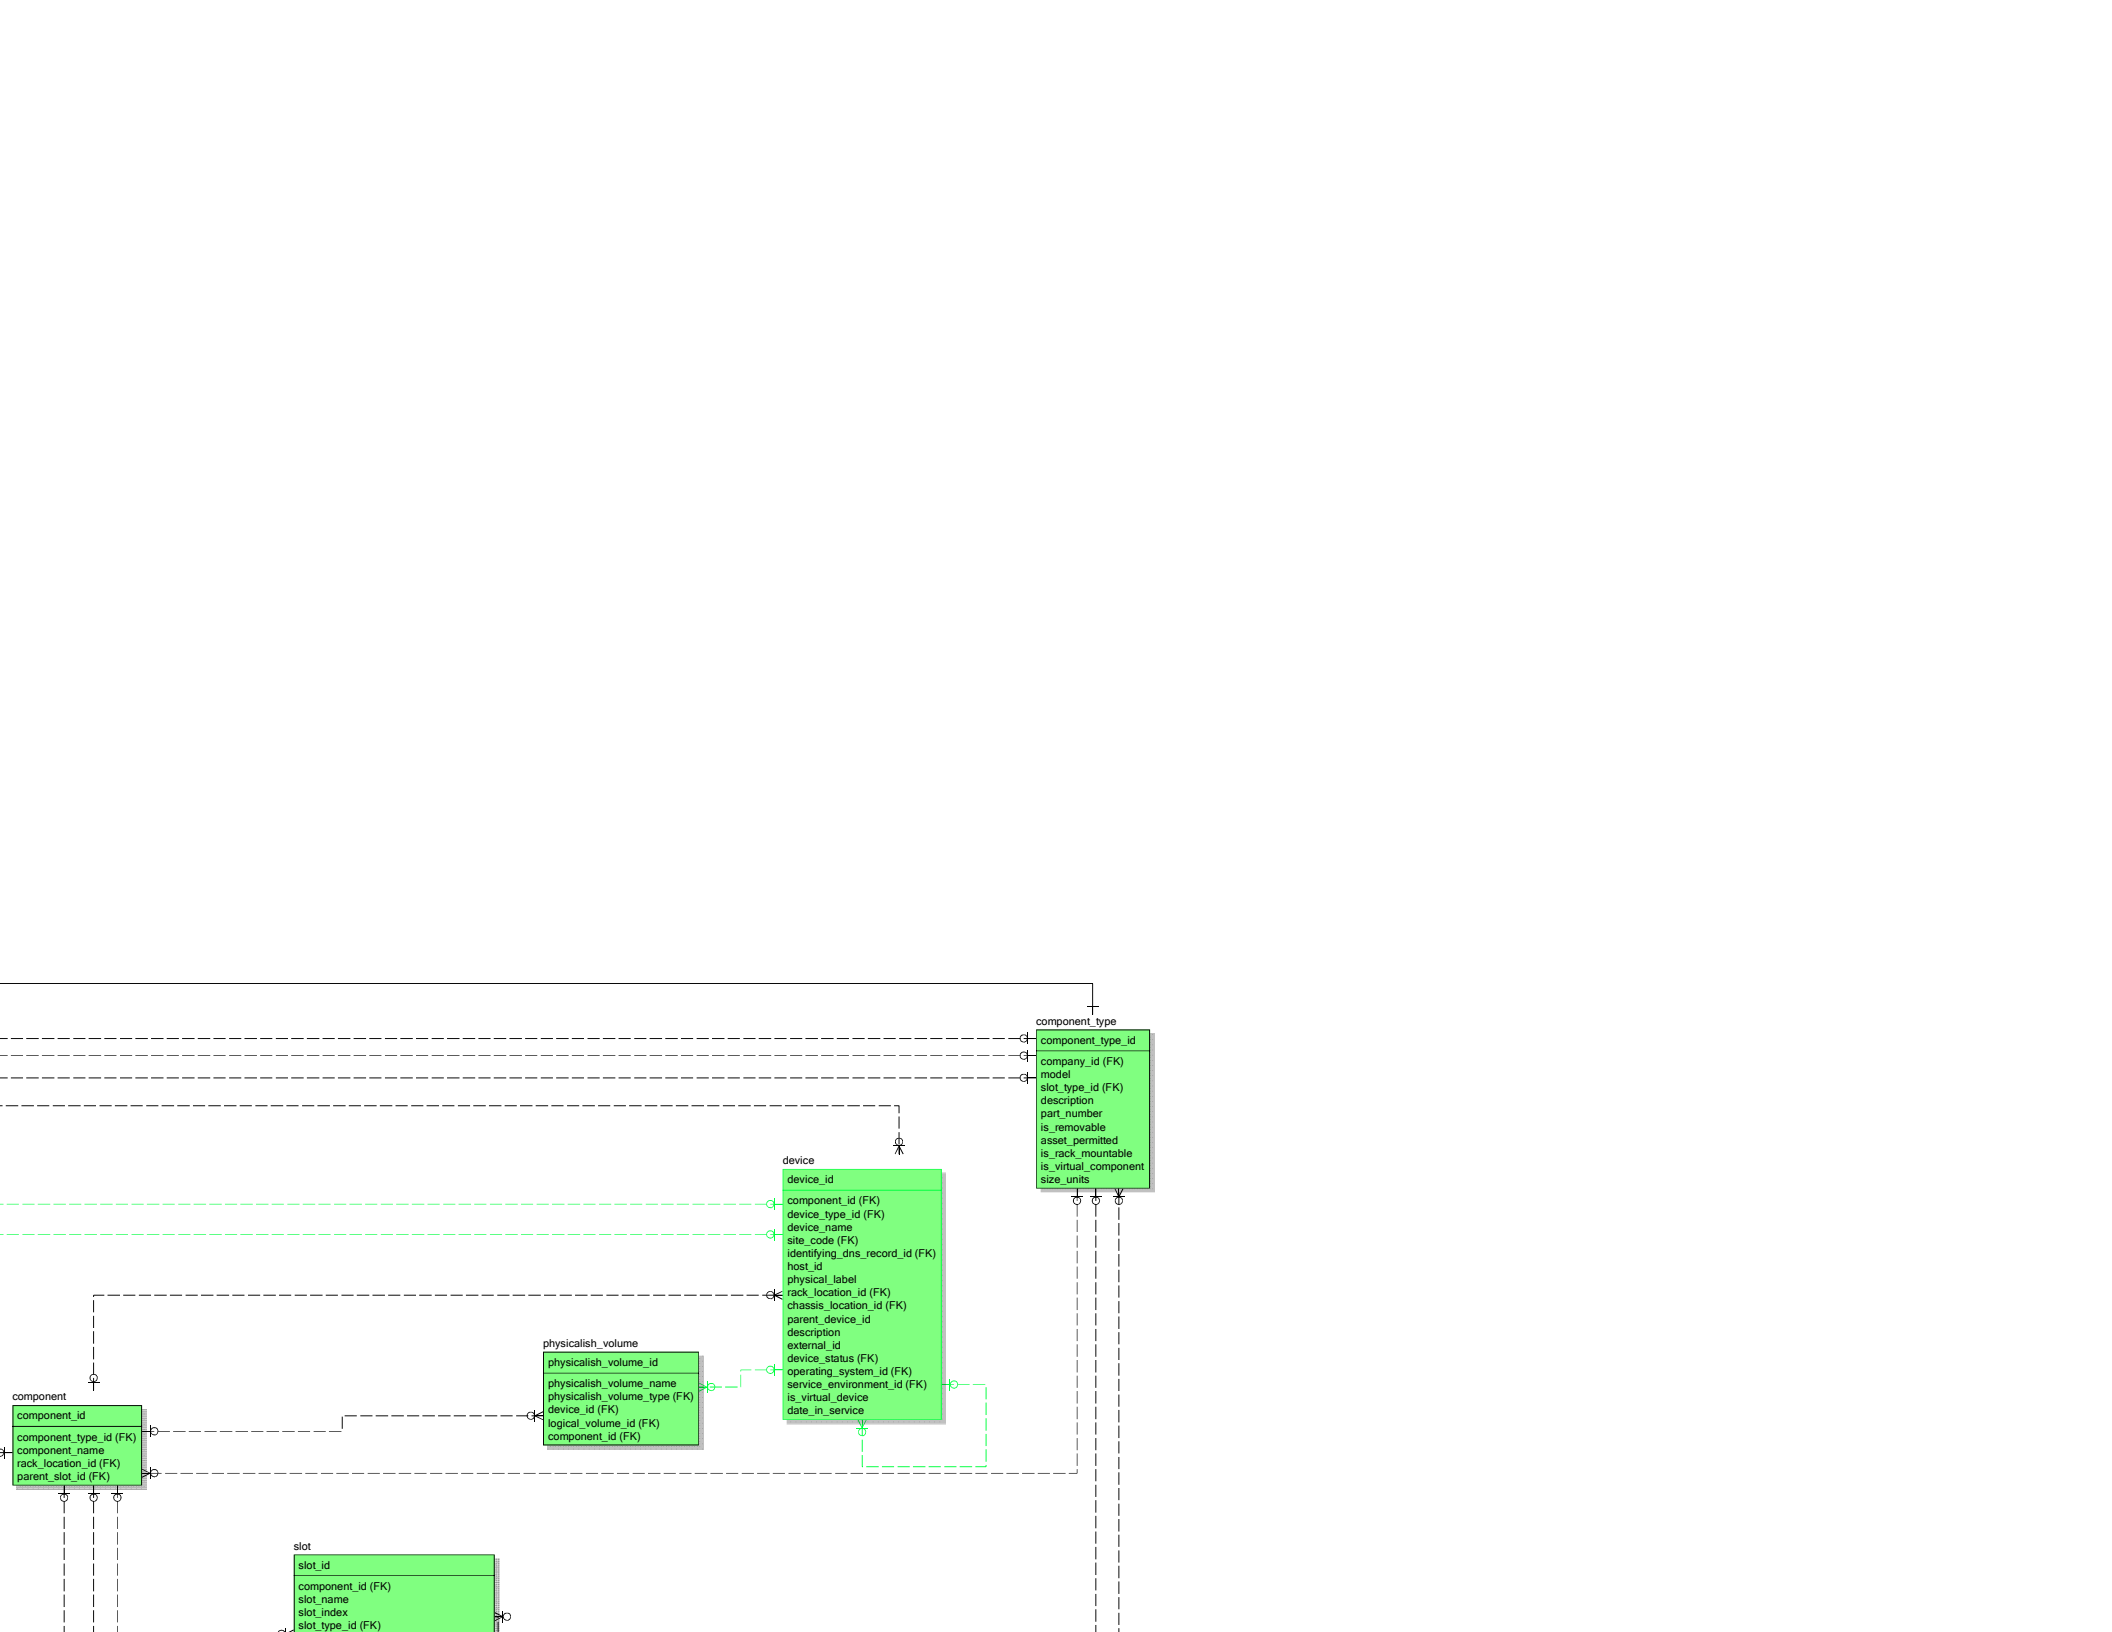 component_type
component_type_id
company_id (FK)
model
slot_type_id (FK)
description
part_number
is_removable
asset_permitted
is_rack_mountable
is_virtual_component
size_units
device
device_id
component_id (FK)
device_type_id (FK)
device_name
site_code (FK)
identifying_dns_record_id (FK)
host_id
physical_label
rack_location_id (FK)
chassis_location_id (FK)
parent_device_id
description
external_id
device_status (FK)
operating_system_id (FK)
service_environment_id (FK)
is_virtual_device
date_in_service
physicalish_volume
physicalish_volume_id
physicalish_volume_name
physicalish_volume_type (FK)
device_id (FK)
logical_volume_id (FK)
component_id (FK)
component
component_id
component_type_id (FK)
component_name
rack_location_id (FK)
parent_slot_id (FK)
slot
slot_id
component_id (FK)
slot_name
slot_index
slot_type_id (FK)